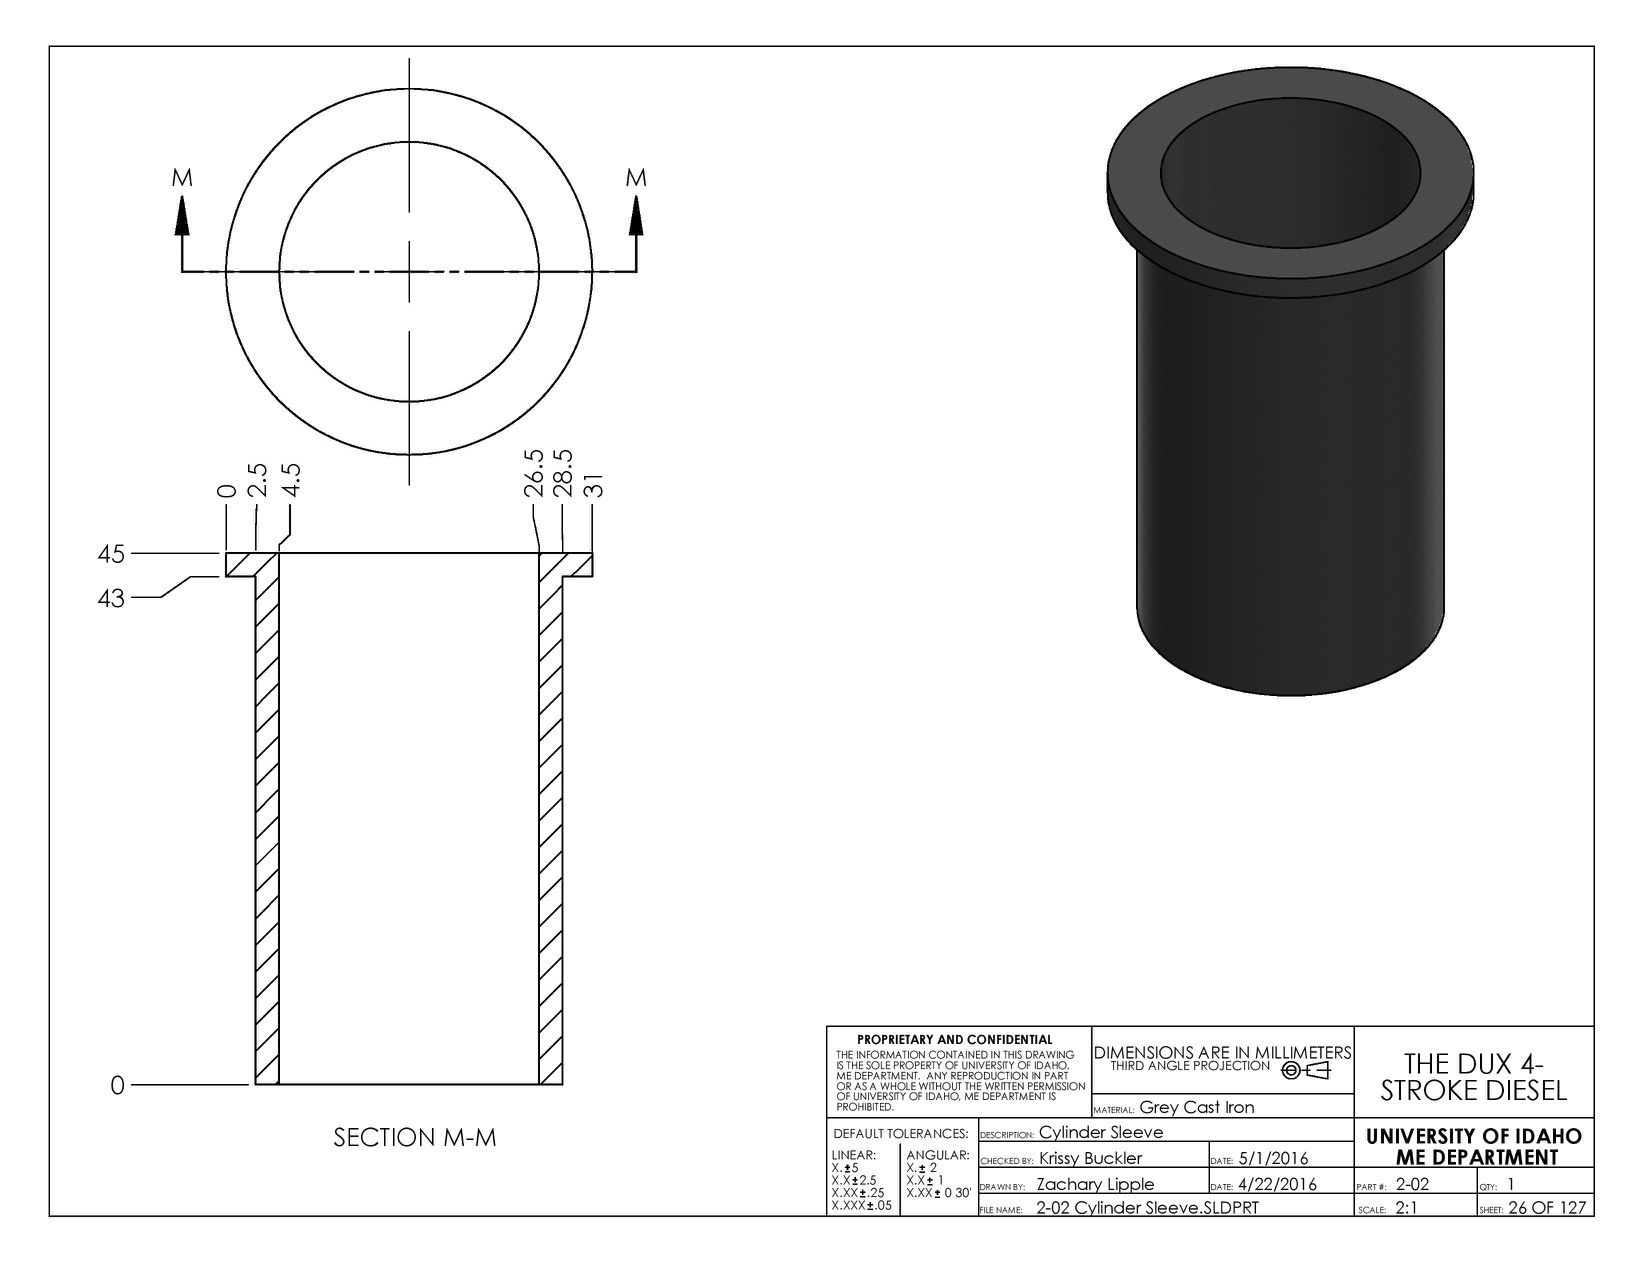 M M
0
2.5
4.5
26.5
28.5
31
45
43
0
SECTION M-M
PROPRIETARY AND CONFIDENTIAL
THE INFORMATION CONTAINED IN THIS DRAWING
IS THE SOLE PROPERTY OF UNIVERSITY OF IDAHO,
ME DEPARTMENT. ANY REPRODUCTION IN PART
OR AS A WHOLE WITHOUT THE WRITTEN PERMISSION
OF UNIVERSITY OF IDAHO, ME DEPARTMENT IS
PROHIBITED.
DIMENSIONS ARE IN MILLIMETERS
THIRD ANGLE PROJECTION
MATERIAL: Grey Cast Iron
THE DUX 4-
STROKE DIESEL
DEFAULT TOLERANCES:
LINEAR:
X.±5
X.X±2.5
X.XX±.25
X.XXX±.05
ANGULAR:
X.± 2
X.X± 1
X.XX± 0 30'
DESCRIPTION: Cylinder Sleeve
CHECKED BY: Krissy Buckler DATE: 5/1/2016
DRAWN BY: Zachary Lipple DATE: 4/22/2016
FILE NAME: 2-02 Cylinder Sleeve.SLDPRT
UNIVERSITY OF IDAHO
ME DEPARTMENT
PART #: 2-02 QTY: 1
SCALE: 2:1 SHEET: 26 OF 127